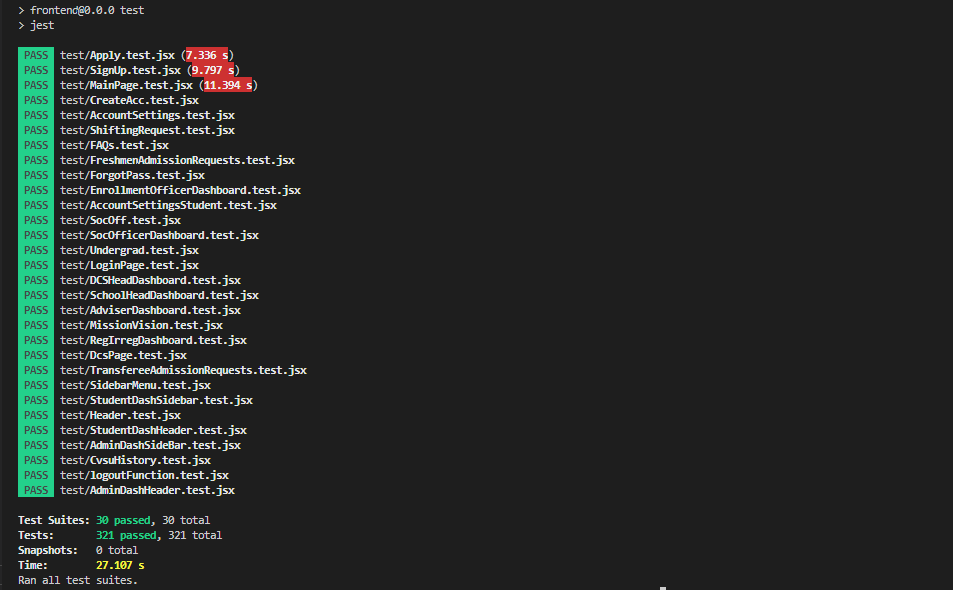 > frontend@0.0.0 test
> jest
PASS test/Apply.test.jsx (7.336 s)
PASS test/SignUp.test.jsx (9.797 s)
PASS test/MainPage.test.jsx (11.394 s)
PASS test/CreateAcc.test.jsx
PASS test/AccountSettings.test.jsx
PASS test/ShiftingRequest.test.jsx
PASS test/FAQs.test.jsx
PASS test/FreshmenAdmissionRequests.test.jsx
PASS test/ForgotPass.test.jsx
PASS test/EnrollmentOfficerDashboard.test.jsx
PASS test/AccountSettingsStudent.test.jsx
PASS test/SocOff.test.jsx
PASS test/SocOfficerDashboard.test.jsx
PASS test/Undergrad.test.jsx
PASS test/LoginPage.test.jsx
PASS test/DCSHeadDashboard.test.jsx
PASS test/SchoolHeadDashboard.test.jsx
PASS test/AdviserDashboard.test.jsx
PASS test/MissionVision.test.jsx
PASS test/RegIrregDashboard.test.jsx
PASS test/DcsPage.test.jsx
PASS test/TransfereeAdmissionRequests.test.jsx
PASS test/SidebarMenu.test.jsx
PASS test/StudentDashSidebar.test.jsx
PASS test/Header.test.jsx
PASS test/StudentDashHeader.test.jsx
PASS test/AdminDashSideBar.test.jsx
PASS test/CvsuHistory.test.jsx
PASS test/logoutFunction.test.jsx
PASS test/AdminDashHeader.test.jsx
Test Suites: 30 passed, 30 total
Tests: 321 passed, 321 total
Snapshots: 0 total
Time: 27.107 s
Ran all test suites.